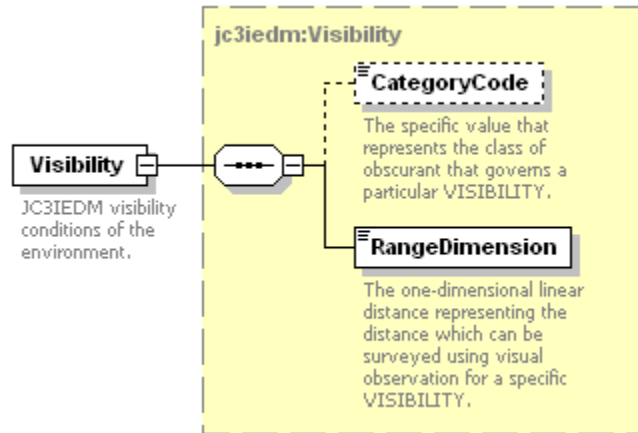 jc3iedm:Visibility
CategoryCode
The specific value that
represents the class of
obscurant that governs a
particular VISIBILITY.
Visibility
JC3IEDM visibility
conditions of the
environment.
RangeDimension
The one-dimensional linear
distance representing the
distance which can be
surveyed using visual
observation for a specific
VISIBILITY.